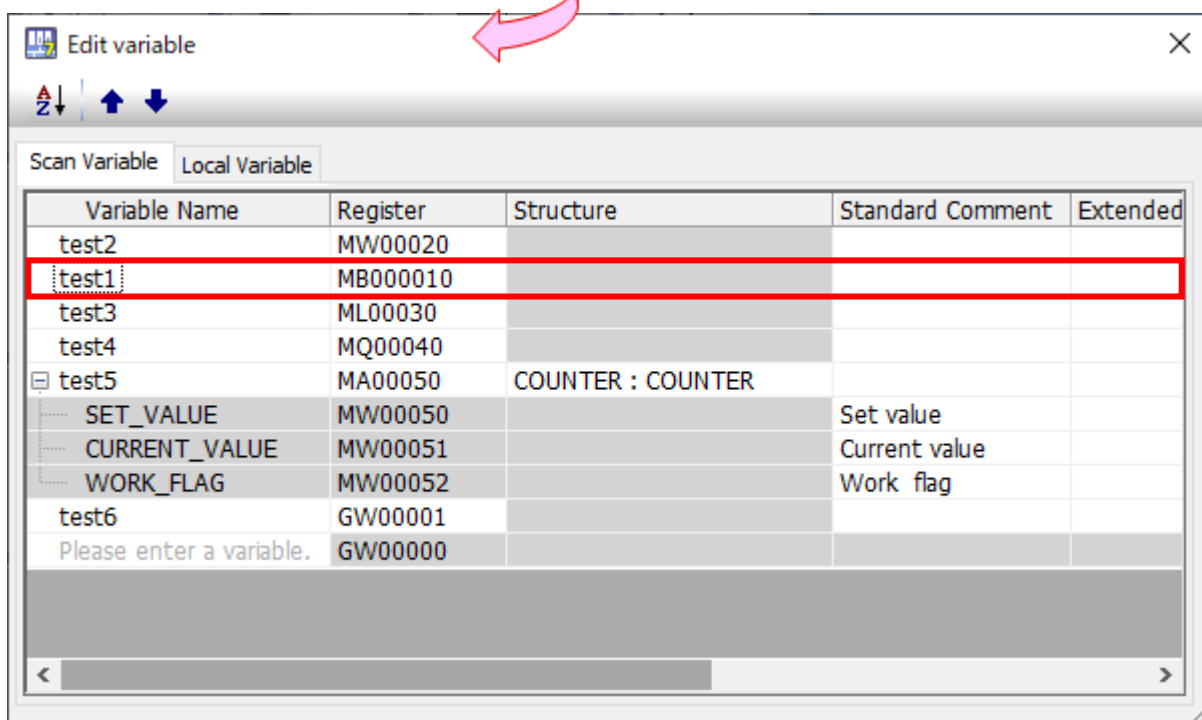 Edit variable
A
Z
Scan Variable Local Variable
Variable Name Register Structure Standard Comment Extended
test2 MW00020
test1 MB000010
test3 ML00030
test4 MQ00040
test5 MA00050 COUNTER : COUNTER
SET_VALUE MW00050 Set value
CURRENT_VALUE MW00051 Current value
WORK_FLAG MW00052 Work flag
test6 GW00001
Please enter a variable. GW00000